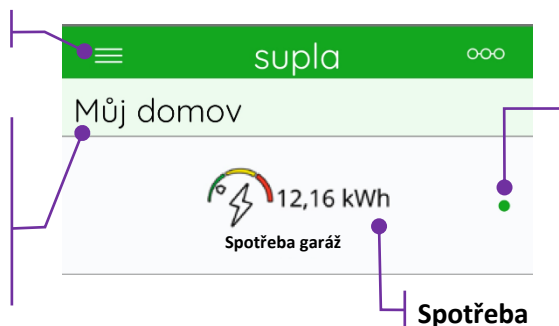 supla
Můj domov
12,16 kWh
Spotřeba garáž
Spotřeba